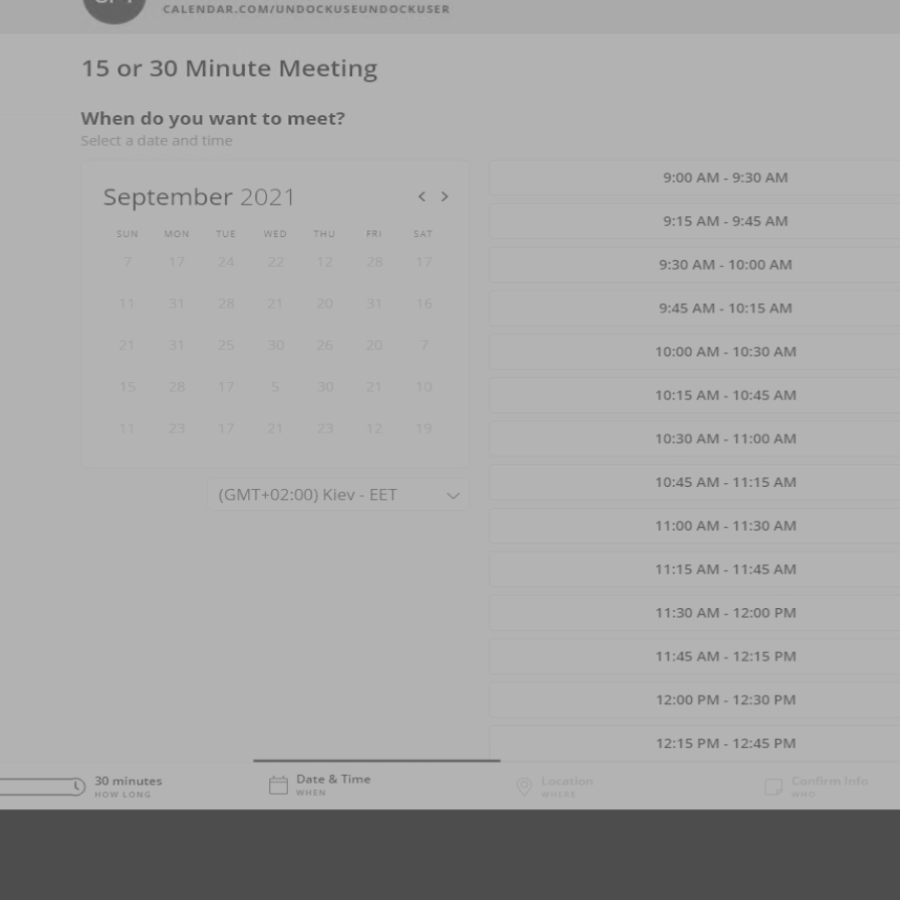 CALENDAR.COM/UNDOCKUSEUNDOCKUSER
15 or 30 Minute Meeting
When do you want to meet?
Select a date and time
September 2021
SUN MON TUE WED THU FRI SAT
7 17 24 22 12 28 17
11 31 28 21 20 31 16
21 31 25 30 26 20 7
15 28 17 5 30 21 10
11 23 17 21 23 12 19
(GMT+02:00) Kiev - EET
9:00 AM - 9:30 AM
9:15 AM - 9:45 AM
9:30 AM - 10:00 AM
9:45 AM - 10:15 AM
10:00 AM - 10:30 AM
10:15 AM - 10:45 AM
10:30 AM - 11:00 AM
10:45 AM - 11:15 AM
11:00 AM - 11:30 AM
11:15 AM - 11:45 AM
11:30 AM - 12:00 PM
11:45 AM - 12:15 PM
12:00 PM - 12:30 PM
12:15 PM - 12:45 PM
30 minutes
HOW LONG
Date & Time
WHEN
Location
WHERE
Confirm Info
WHO